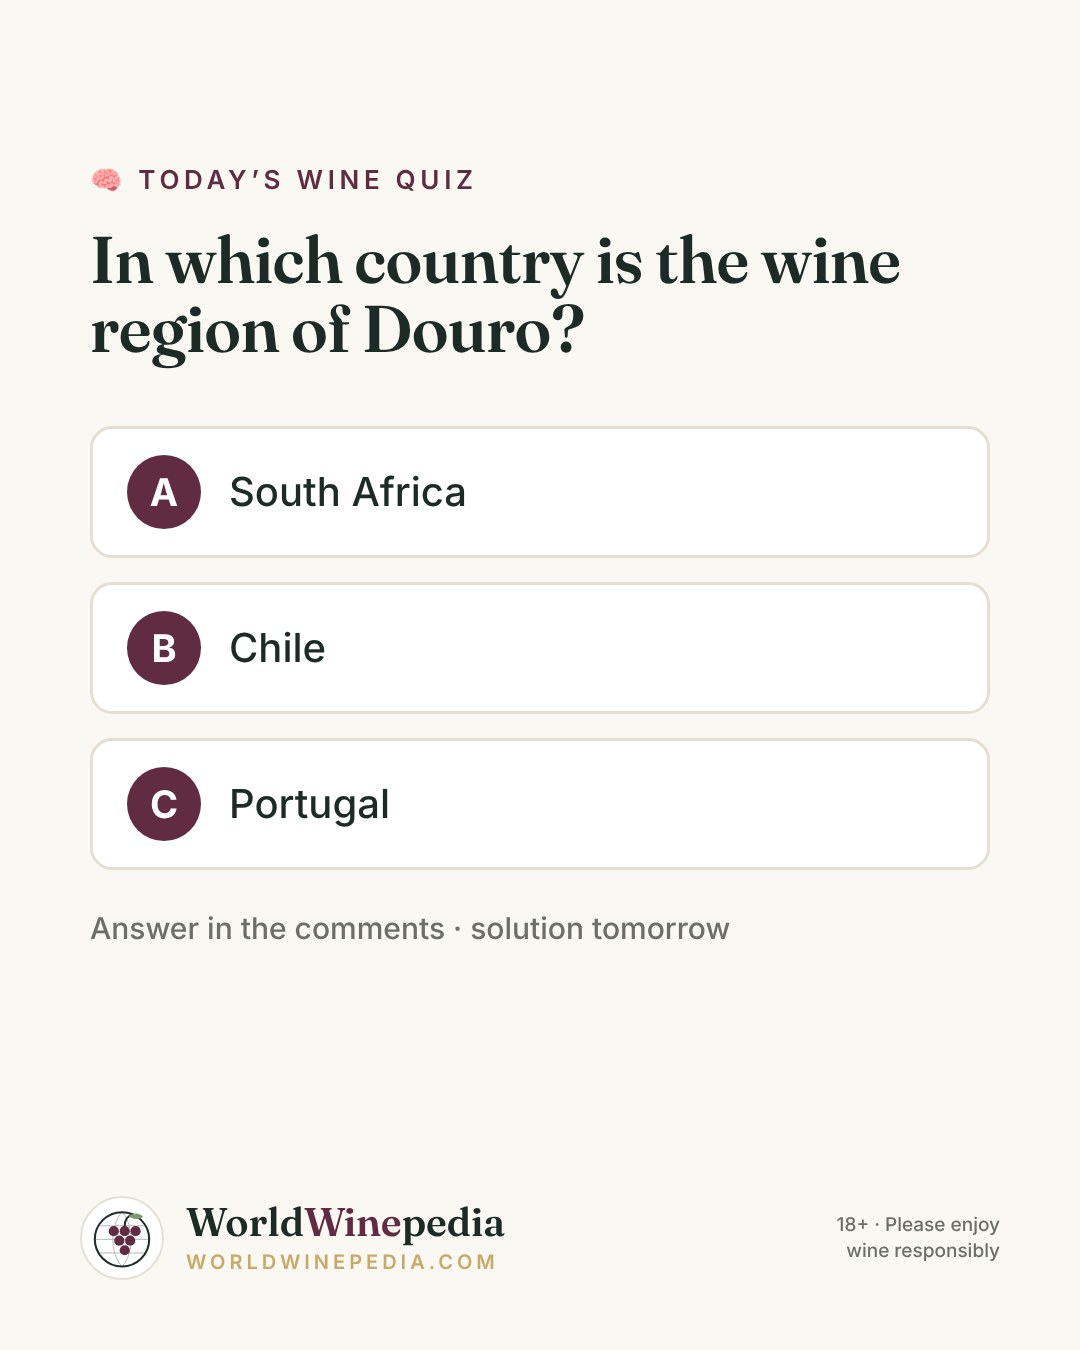 🧠 TODAY’S WINE QUIZ
In which country is the wine
region of Douro?
A South Africa
B Chile
C Portugal
Answer in the comments · solution tomorrow
WorldWinepedia
WORLDWINEPEDIA.COM
18+ · Please enjoy
wine responsibly